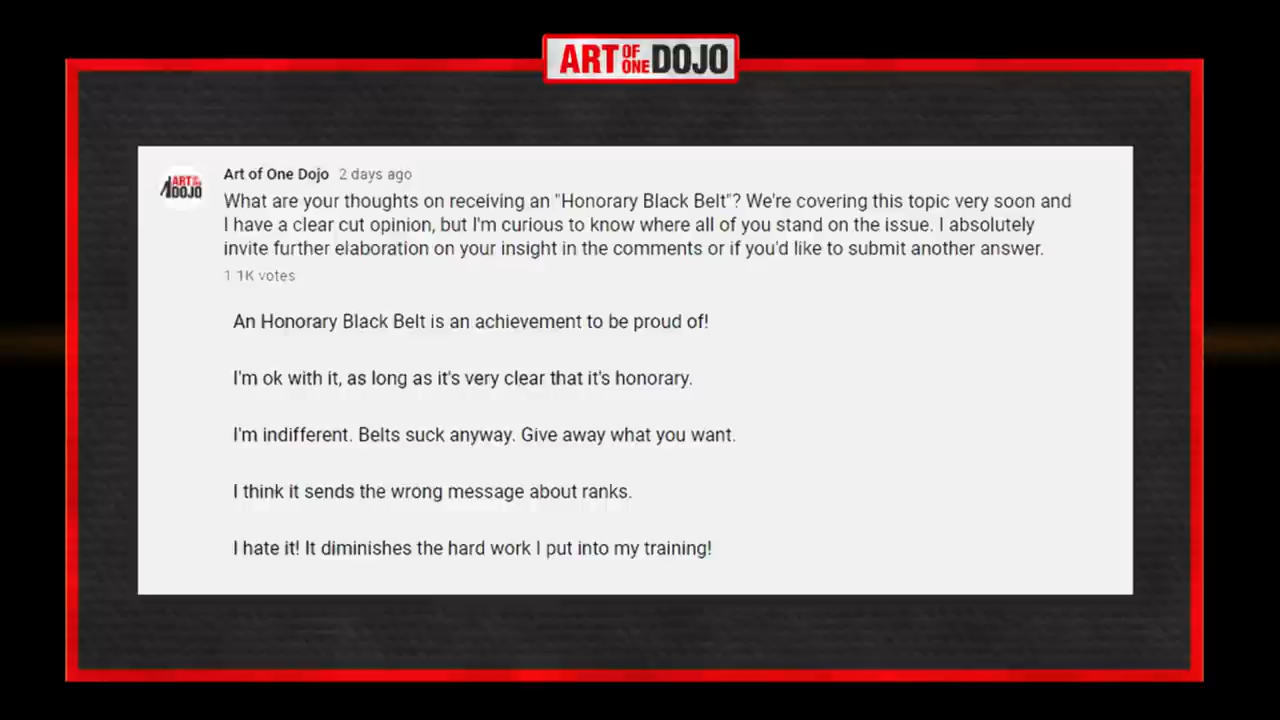 ART OF ONE DOJO
ART OF ONE DOJO
Art of One Dojo 2 days ago
What are your thoughts on receiving an "Honorary Black Belt"? We're covering this topic very soon and
I have a clear cut opinion, but I'm curious to know where all of you stand on the issue. I absolutely
invite further elaboration on your insight in the comments or if you'd like to submit another answer.
1 1K votes
An Honorary Black Belt is an achievement to be proud of!
I'm ok with it, as long as it's very clear that it's honorary.
I'm indifferent. Belts suck anyway. Give away what you want.
I think it sends the wrong message about ranks.
I hate it! It diminishes the hard work I put into my training!